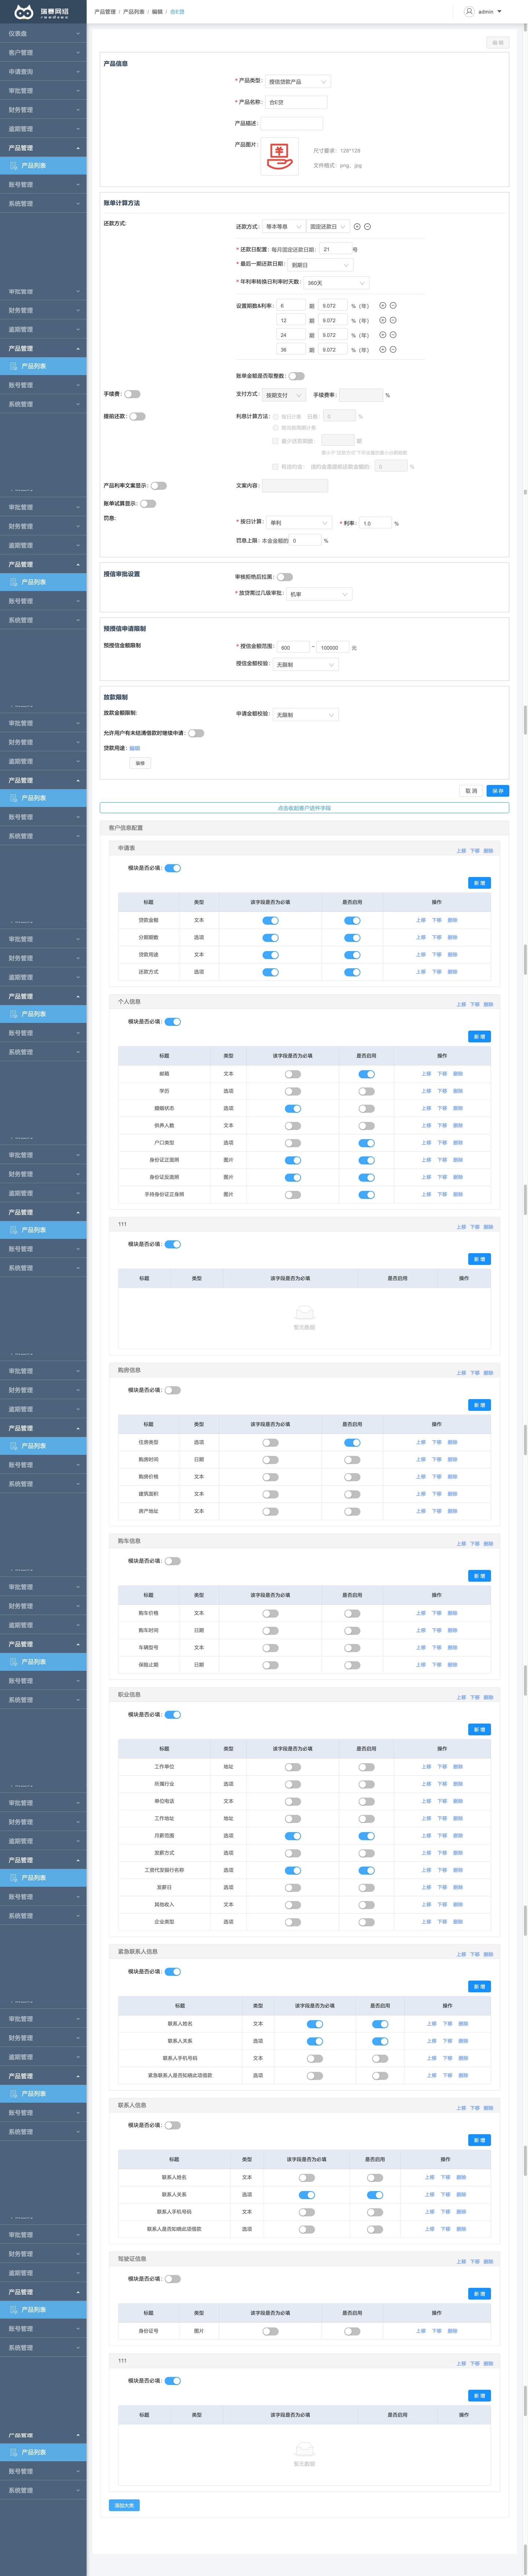 瑞赛网络
产品管理 / 产品列表 / 编辑 / 合E贷
admin
仪表盘
客户管理
申请查询
审批管理
财务管理
逾期管理
产品管理
产品列表
账号管理
系统管理
编 辑
产品信息
* 产品类型: 授信贷款产品
* 产品名称: 合E贷
产品描述:
产品图片:
尺寸要求: 128*128
文件格式: png、jpg
账单计算方法
还款方式:
还款方式: 等本等息 固定还款日
* 还款日配置: 每月固定还款日期: 21 号
* 最后一期还款日期: 到期日
* 年利率转换日利率时天数: 360天
设置期数&利率: 6 期 9.072 % (年)
12 期 9.072 % (年)
24 期 9.072 % (年)
36 期 9.072 % (年)
账单金额是否取整数:
手续费:
支付方式: 按期支付 手续费率: %
提前还款:
利息计算方法: 按日计息 日息: 0 %
最少还款期数: 期
有违约金: 违约金是提前还款金额的 0 %
产品利率文案显示:
文案内容:
账单试算显示:
罚息:
* 按日计算: 单利 * 利率: 1.0 %
罚息上限: 本金金额的 0 %
授信审批设置
审核拒绝后拉黑:
* 放贷需过几级审批: 机审
预授信申请限制
预授信金额限制
* 授信金额范围: 600 ~ 100000 元
授信金额校验: 无限制
放款限制
放款金额限制:
申请金额校验: 无限制
允许用户有未结清借款时继续申请:
贷款用途: 编辑
装修
取 消 保 存
点击收起客户进件字段
客户信息配置
申请表 上移 下移 删除
模块是否必填:
新 增
标题 类型 该字段是否为必填 是否启用 操作
贷款金额 文本 上移 下移 删除
分期期数 选项 上移 下移 删除
贷款用途 文本 上移 下移 删除
还款方式 选项 上移 下移 删除
个人信息 上移 下移 删除
模块是否必填:
新 增
标题 类型 该字段是否为必填 是否启用 操作
邮箱 文本 上移 下移 删除
学历 选项 上移 下移 删除
婚姻状态 选项 上移 下移 删除
供养人数 文本 上移 下移 删除
户口类型 选项 上移 下移 删除
身份证正面照 图片 上移 下移 删除
身份证反面照 图片 上移 下移 删除
手持身份证正身照 图片 上移 下移 删除
111 上移 下移 删除
模块是否必填:
新 增
标题 类型 该字段是否为必填 是否启用 操作
暂无数据
购房信息 上移 下移 删除
模块是否必填:
新 增
标题 类型 该字段是否为必填 是否启用 操作
住房类型 选项 上移 下移 删除
购房时间 日期 上移 下移 删除
购房价格 文本 上移 下移 删除
建筑面积 文本 上移 下移 删除
房产地址 文本 上移 下移 删除
购车信息 上移 下移 删除
模块是否必填:
新 增
标题 类型 该字段是否为必填 是否启用 操作
购车价格 文本 上移 下移 删除
购车时间 日期 上移 下移 删除
车辆型号 文本 上移 下移 删除
保险止期 日期 上移 下移 删除
职业信息 上移 下移 删除
模块是否必填:
新 增
标题 类型 该字段是否为必填 是否启用 操作
工作单位 地址 上移 下移 删除
所属行业 选项 上移 下移 删除
单位电话 文本 上移 下移 删除
工作地址 地址 上移 下移 删除
月薪范围 选项 上移 下移 删除
发薪方式 选项 上移 下移 删除
工资代发银行名称 选项 上移 下移 删除
发薪日 选项 上移 下移 删除
其他收入 文本 上移 下移 删除
企业类型 选项 上移 下移 删除
紧急联系人信息 上移 下移 删除
模块是否必填:
新 增
标题 类型 该字段是否为必填 是否启用 操作
联系人姓名 文本 上移 下移 删除
联系人关系 选项 上移 下移 删除
联系人手机号码 文本 上移 下移 删除
紧急联系人是否知晓此项借款 选项 上移 下移 删除
联系人信息 上移 下移 删除
模块是否必填:
新 增
标题 类型 该字段是否为必填 是否启用 操作
联系人姓名 文本 上移 下移 删除
联系人关系 选项 上移 下移 删除
联系人手机号码 文本 上移 下移 删除
联系人是否知晓此项借款 选项 上移 下移 删除
驾驶证信息 上移 下移 删除
模块是否必填:
新 增
标题 类型 该字段是否为必填 是否启用 操作
身份证号 图片 上移 下移 删除
111 上移 下移 删除
模块是否必填:
新 增
标题 类型 该字段是否为必填 是否启用 操作
暂无数据
添加大类